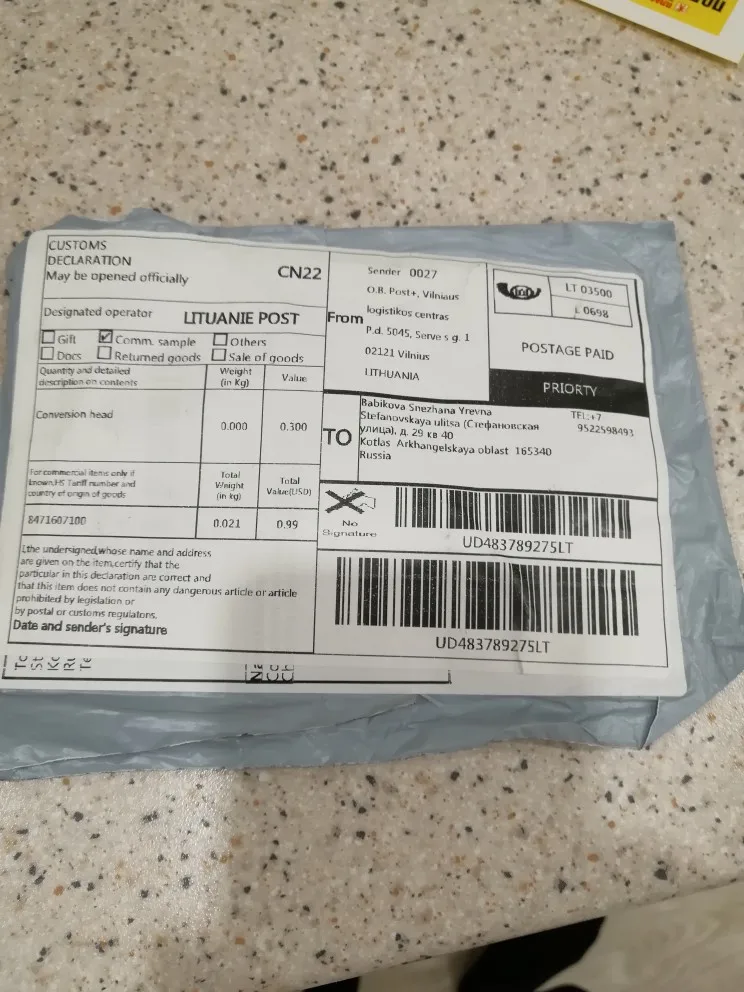 CUSTOMS
DECLARATION
May be opened officially
CN22
Designated operator LITUANIE POST
Gift Comm. sample Others
Docs Returned goods Sale of goods
Quantity and detailed
description on contents
Weight
(in Kg)
Value
Conversion head
0.000
0.300
For commercial items only if
known,HS Tariff number and
country of origin of goods
Total
Weight
(in kg)
Total
Value(USD)
8471607100
0.021
0.99
I,the undersigned,whose name and address
are given on the item,certify that the
particular in this declaration are correct and
that this item does not contain any dangerous article or article
prohibited by legislation or
by postal or customs regulatons.
Date and sender's signature
From
Sender 0027
O.B. Post+, Vilniaus
logistikos centras
P.d. 5045, Serve s g. 1
02121 Vilnius
LITHUANIA
LT 03500
L 0698
POSTAGE PAID
PRIORTY
TO
Babikova Snezhana Yrevna
Stefanovskaya ulitsa (Стефановская
улица), д. 29 кв 40
Kotlas Arkhangelskaya oblast 165340
Russia
TEL:+7
9522598493
No
Signature
UD483789275LT
UD483789275LT